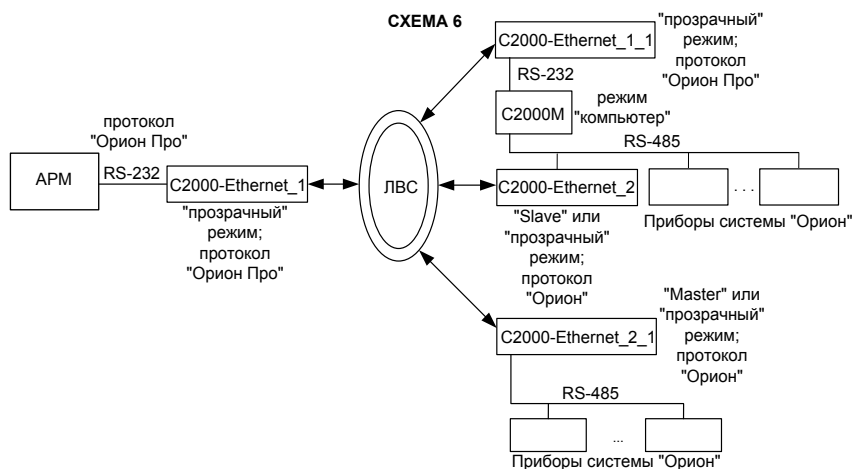 СХЕМА 6
протокол
"Орион Про"
АРМ
RS-232
C2000-Ethernet_1
"прозрачный"
режим;
протокол
"Орион Про"
ЛВС
C2000-Ethernet_1_1
"прозрачный"
режим;
протокол
"Орион Про"
RS-232
C2000M
режим
"компьютер"
RS-485
C2000-Ethernet_2
"Slave" или
"прозрачный"
режим;
протокол
"Орион"
. . .
Приборы системы "Орион"
C2000-Ethernet_2_1
"Master" или
"прозрачный"
режим;
протокол
"Орион"
RS-485
...
Приборы системы "Орион"